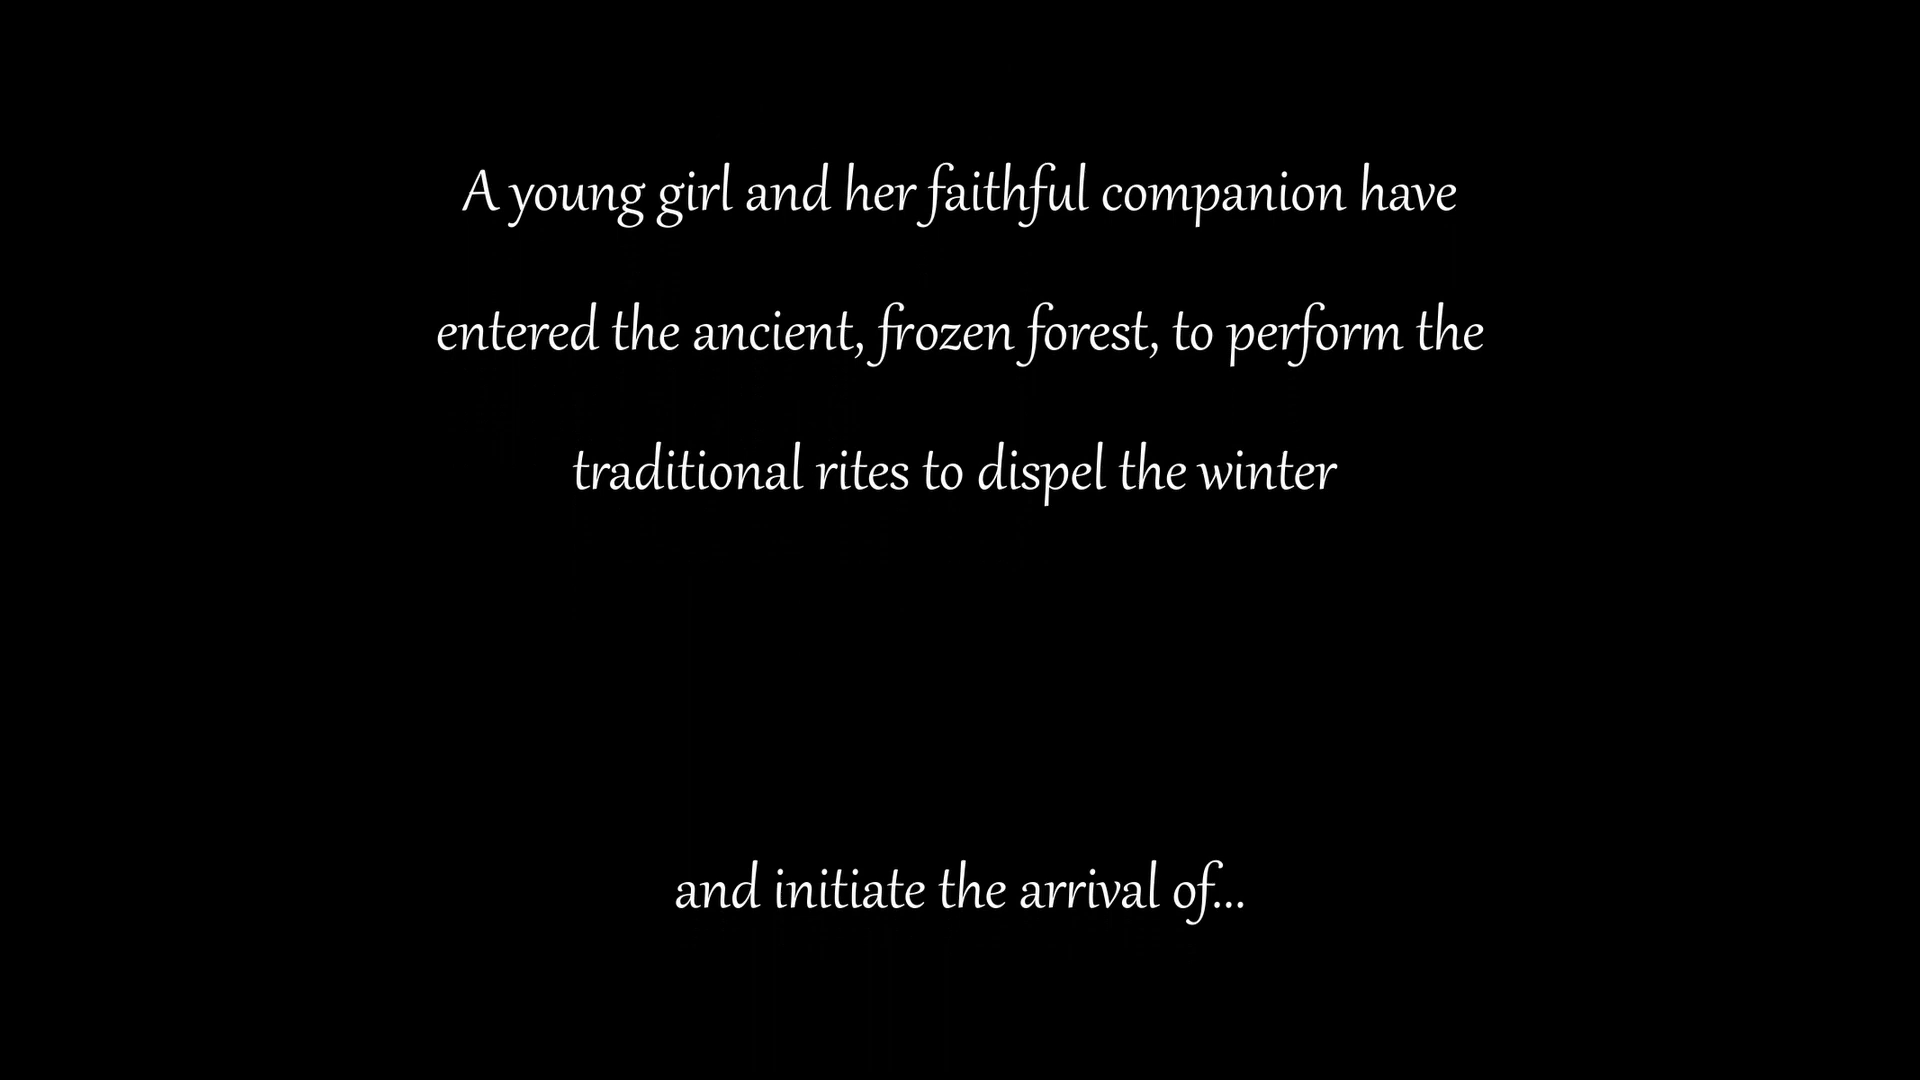 A young girl and her faithful companion have
entered the ancient, frozen forest, to perform the
traditional rites to dispel the winter
and initiate the arrival of...